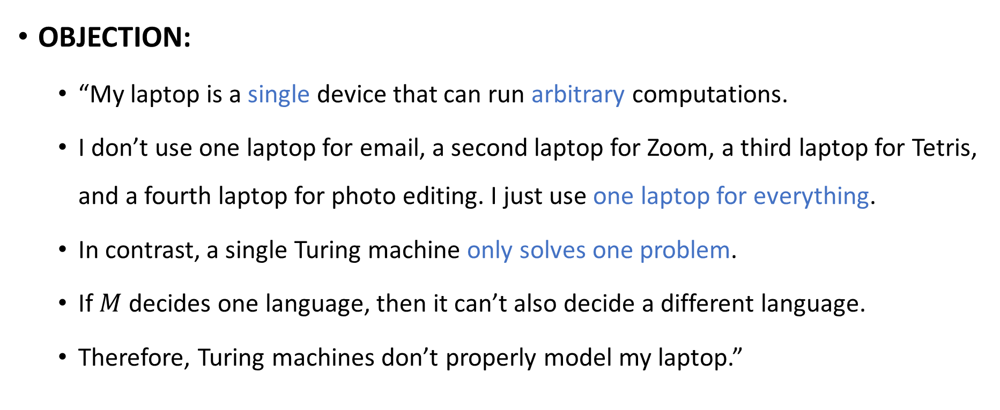 • OBJECTION:
• “My laptop is a single device that can run arbitrary computations.
• I don’t use one laptop for email, a second laptop for Zoom, a third laptop for Tetris,
and a fourth laptop for photo editing. I just use one laptop for everything.
• In contrast, a single Turing machine only solves one problem.
• If 𝑀 decides one language, then it can’t also decide a different language.
• Therefore, Turing machines don’t properly model my laptop.”